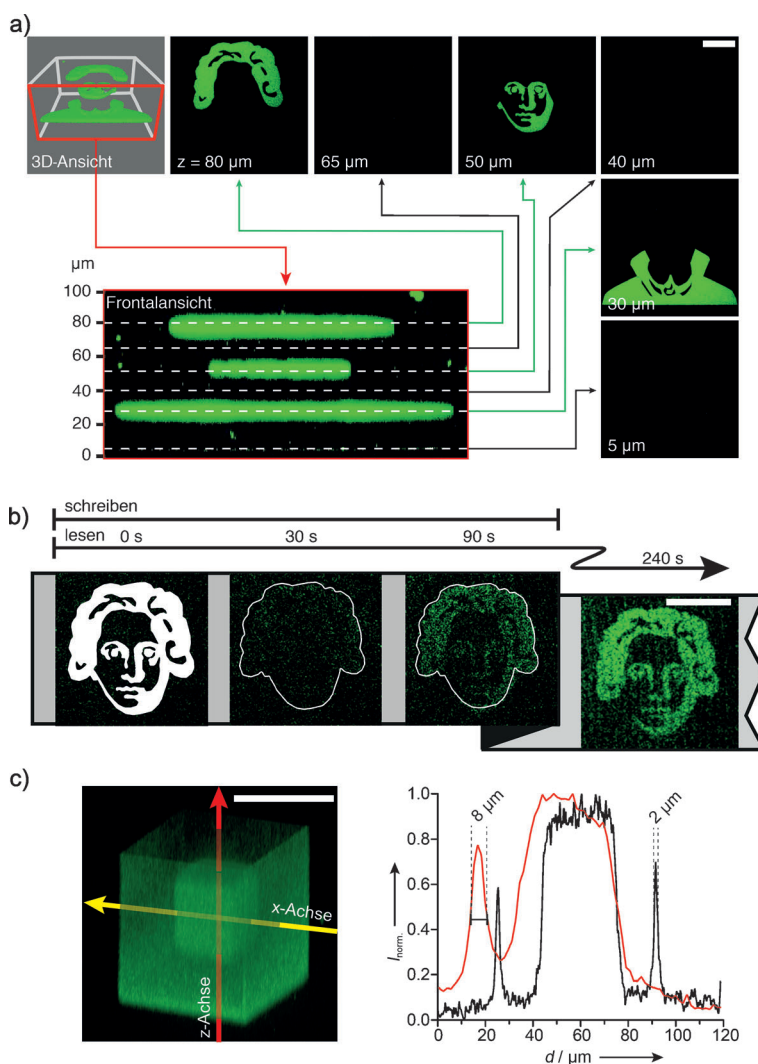 a)
3D-Ansicht
z = 80 µm
65 µm
50 µm
40 µm
30 µm
5 µm
µm
100
80
60
40
20
0
Frontalansicht
b)
schreiben
lesen 0 s 30 s 90 s
240 s
c)
x-Achse
z-Achse
8 µm
2 µm
1.0
0.8
0.6
0.4
0.2
0.0
I norm.
0 20 40 60 80 100 120
d / µm